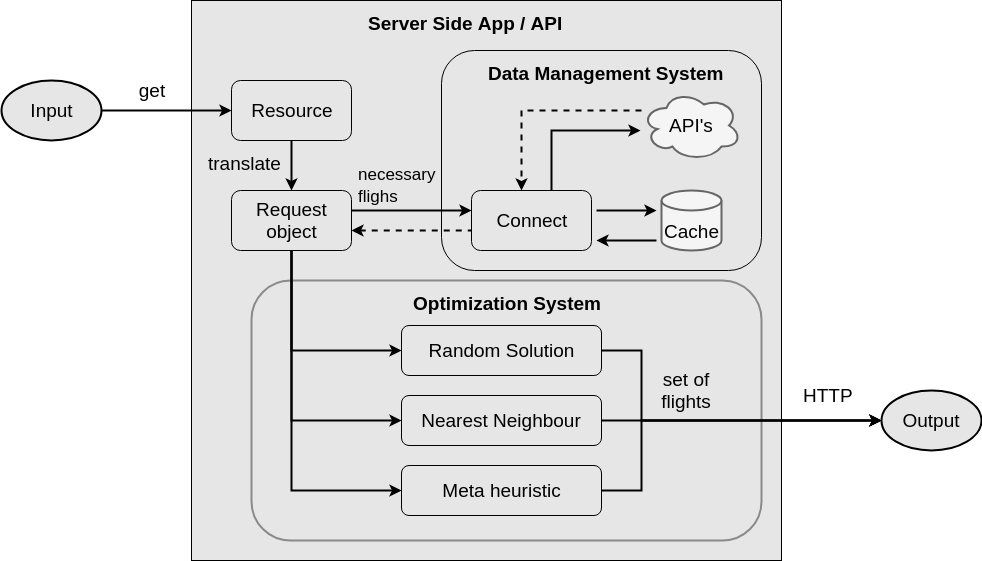 Server Side App / API
Data Management System
get
Input
Resource
API's
translate
necessary
flighs
Request
object
Connect
Cache
Optimization System
Random Solution
set of
flights
HTTP
Nearest Neighbour
Output
Meta heuristic